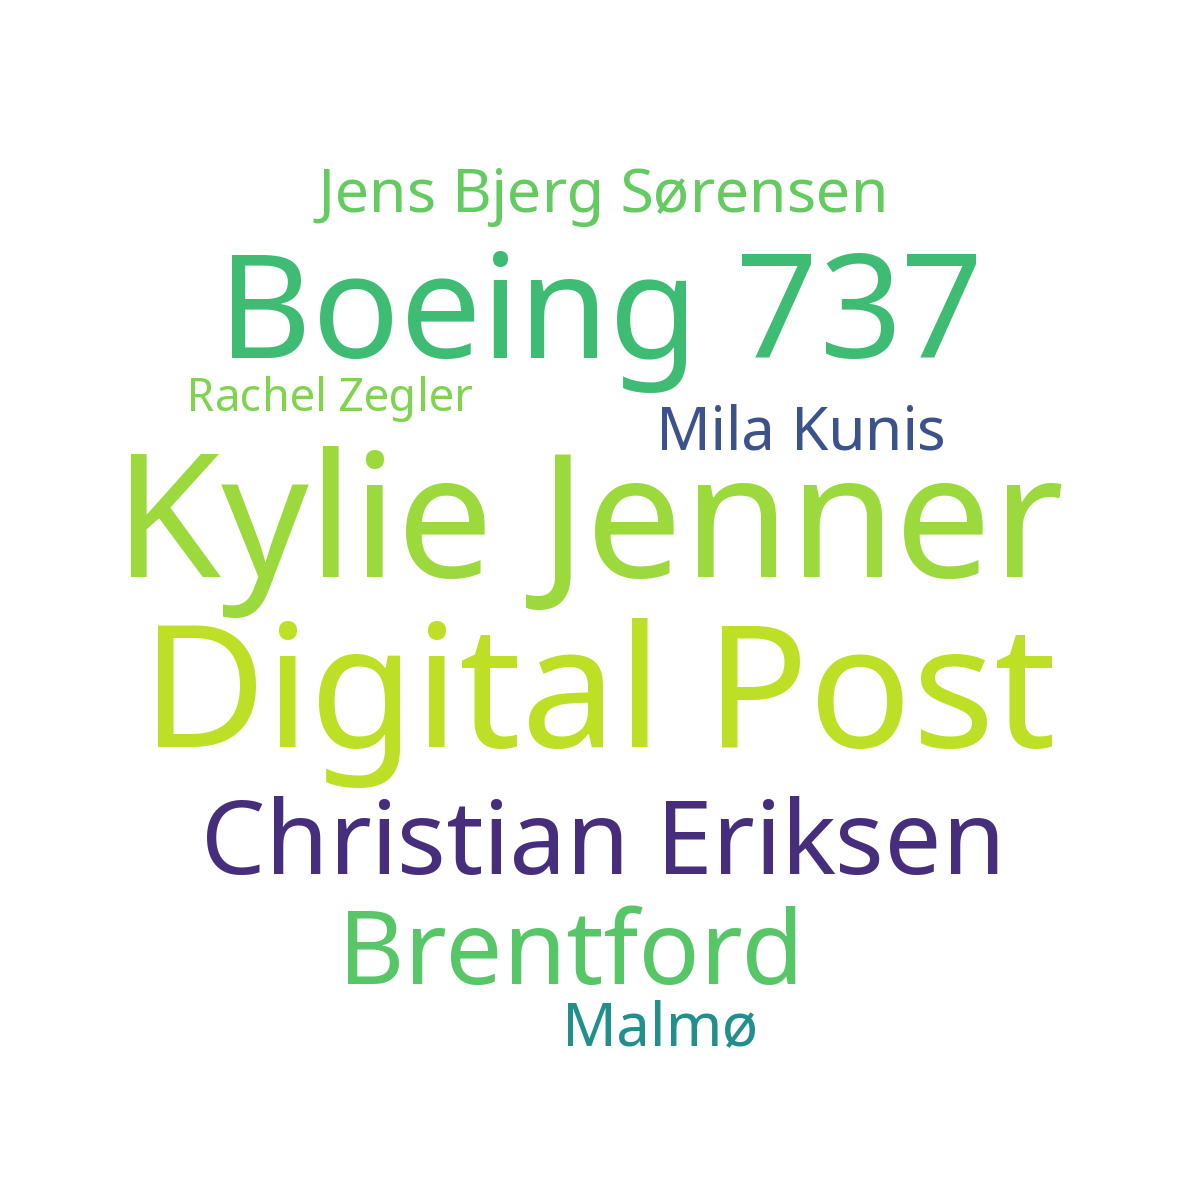 Jens Bjerg Sørensen
Boeing 737
Rachel Zegler
Mila Kunis
Kylie Jenner
Digital Post
Christian Eriksen
Brentford
Malmø